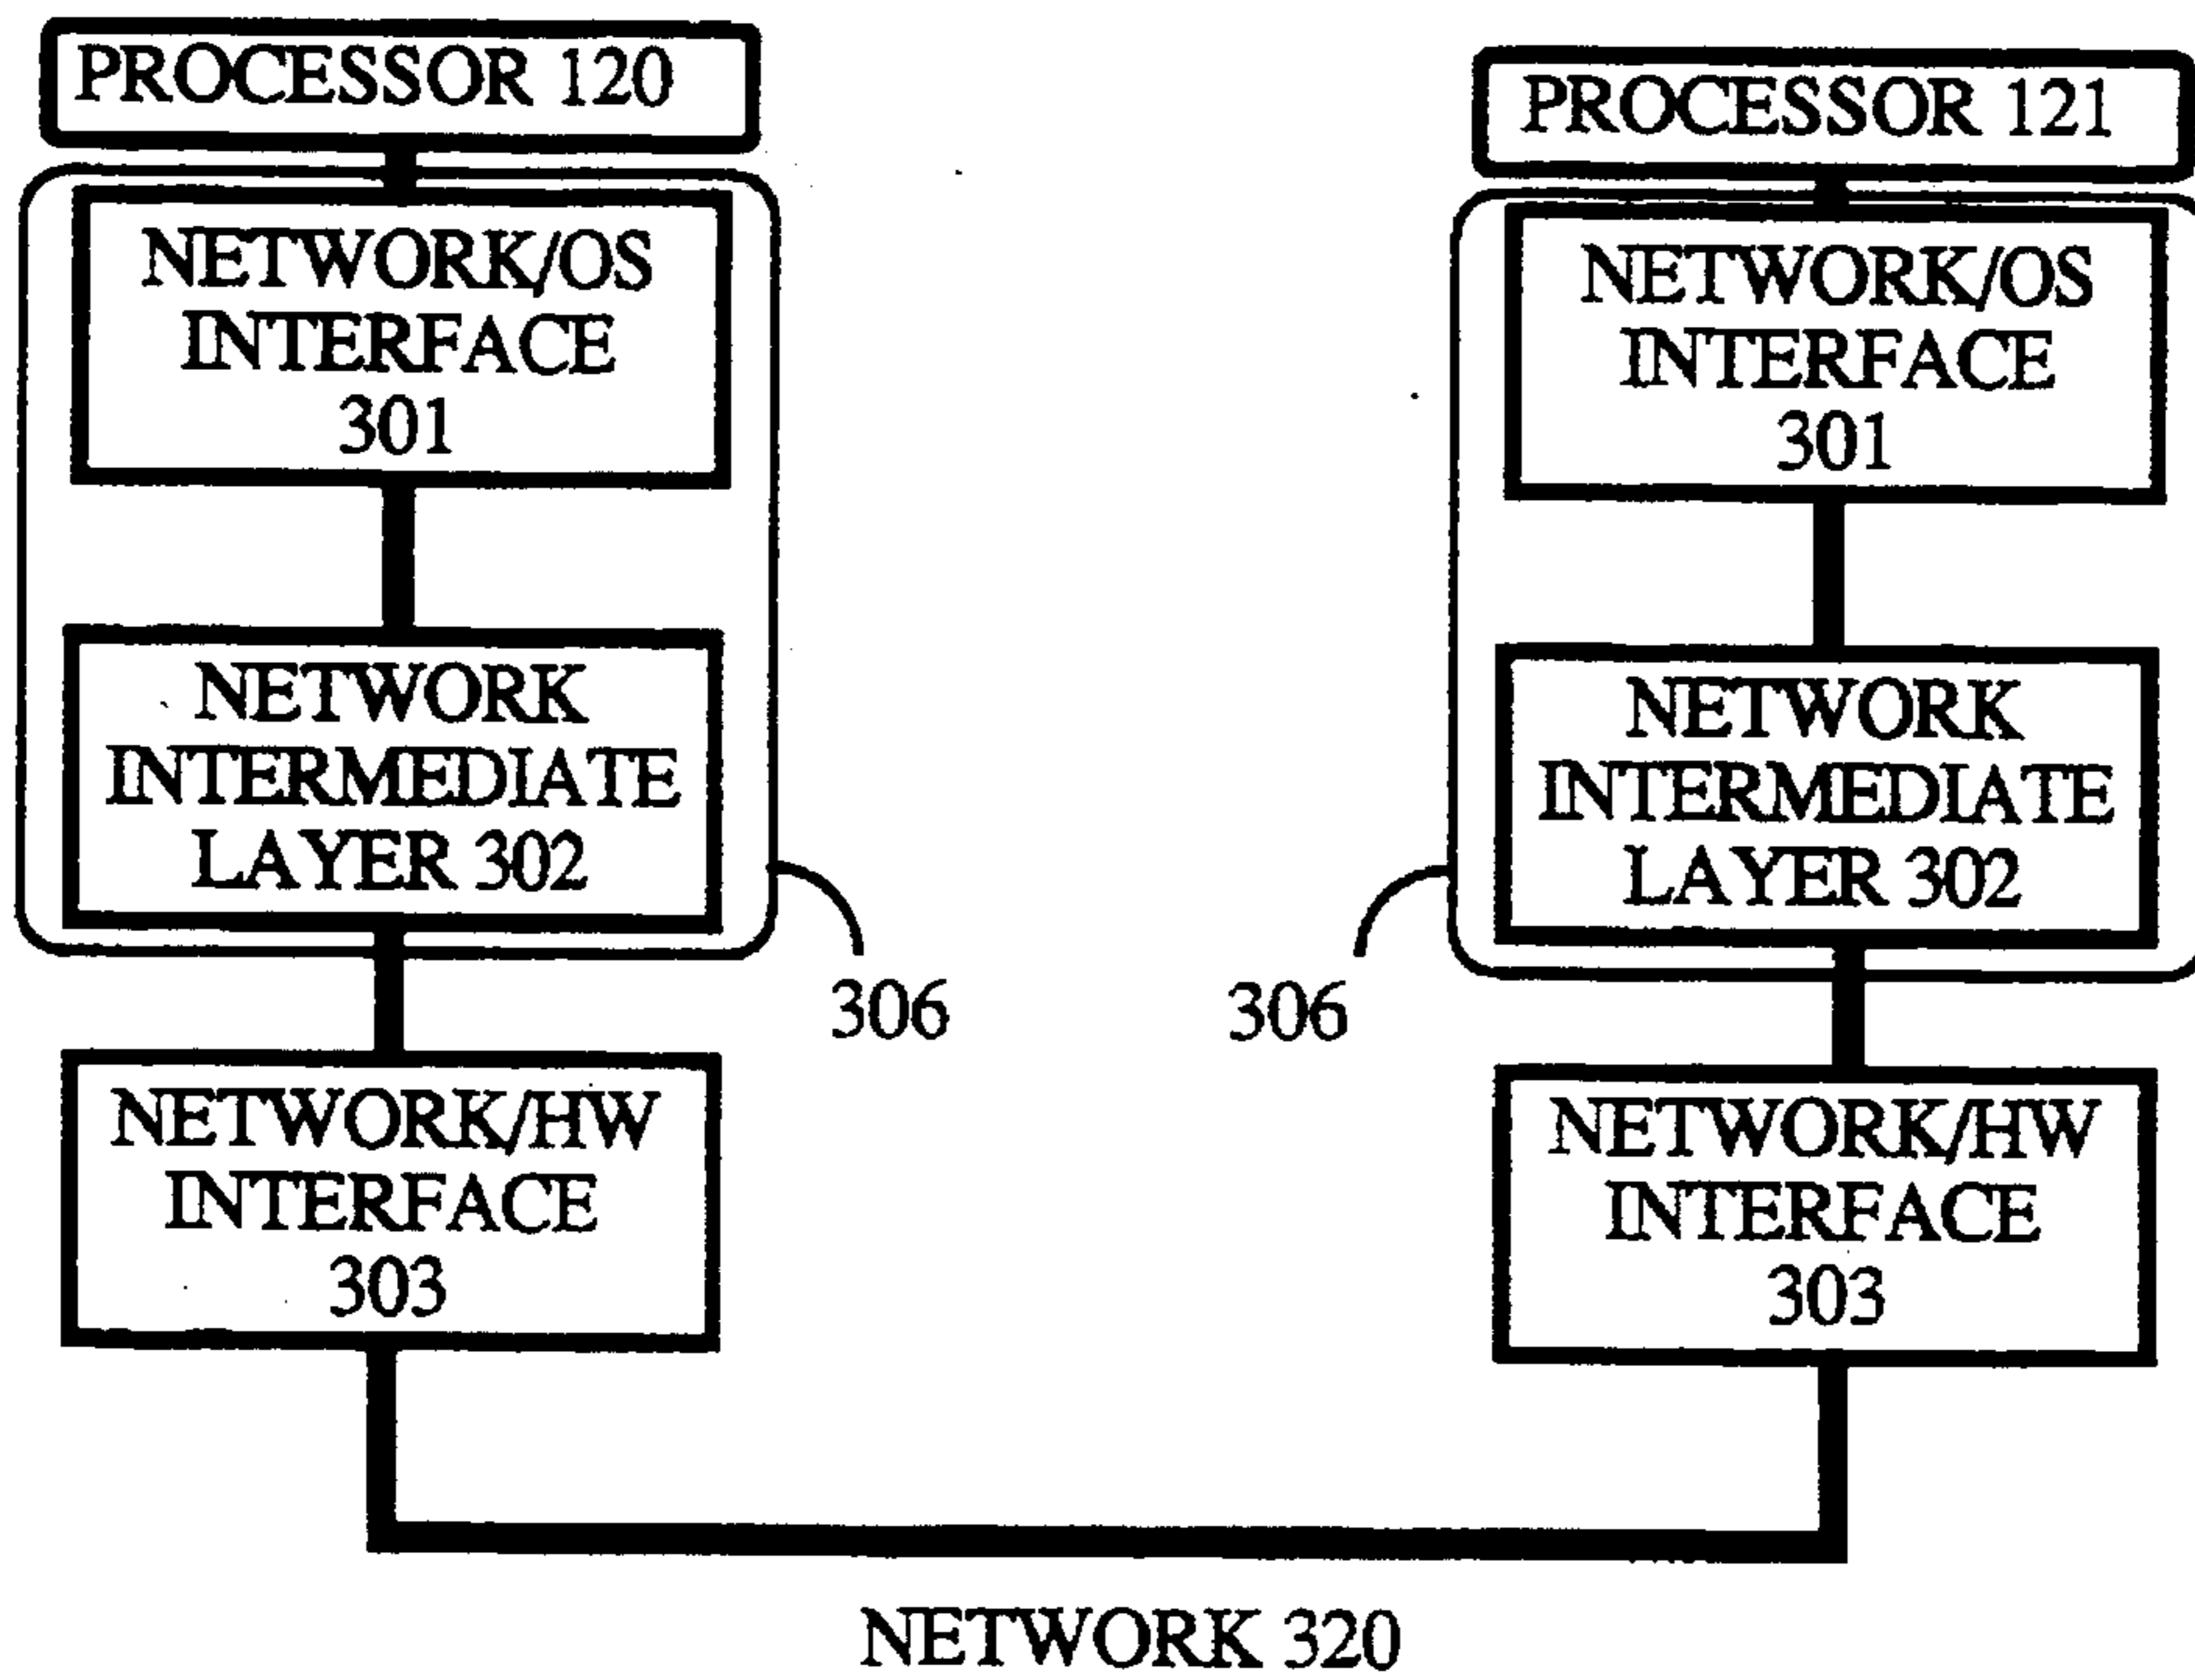 PROCESSOR 120
NETWORK/OS
INTERFACE
301
NETWORK
INTERMEDIATE
LAYER 302
306
NETWORK/HW
INTERFACE
303
PROCESSOR 121
NETWORK/OS
INTERFACE
301
NETWORK
INTERMEDIATE
LAYER 302
306
NETWORK/HW
INTERFACE
303
NETWORK 320